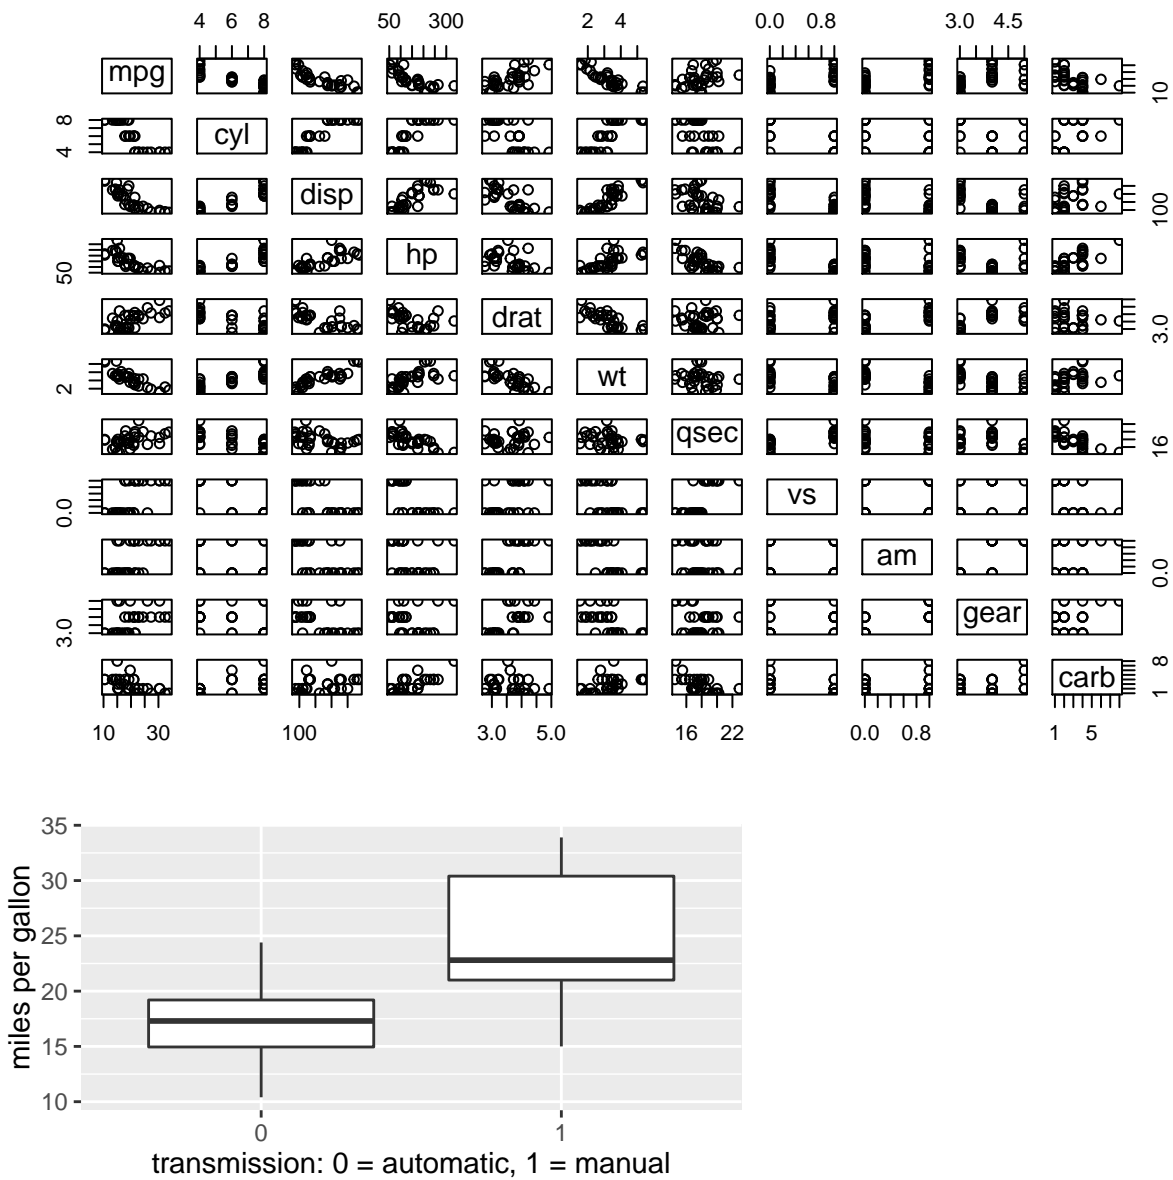 4 6 8 50 300 2 4 0.0 0.8 3.0 4.5
mpg 10
8 4 cyl
disp 100
50 hp
drat 3.0
2 wt
qsec 16
0.0 vs
am 0.0
3.0 gear
carb 8 1
10 30 100 3.0 5.0 16 22 0.0 0.8 1 5
miles per gallon
35
30
25
20
15
10
0 1
transmission: 0 = automatic, 1 = manual